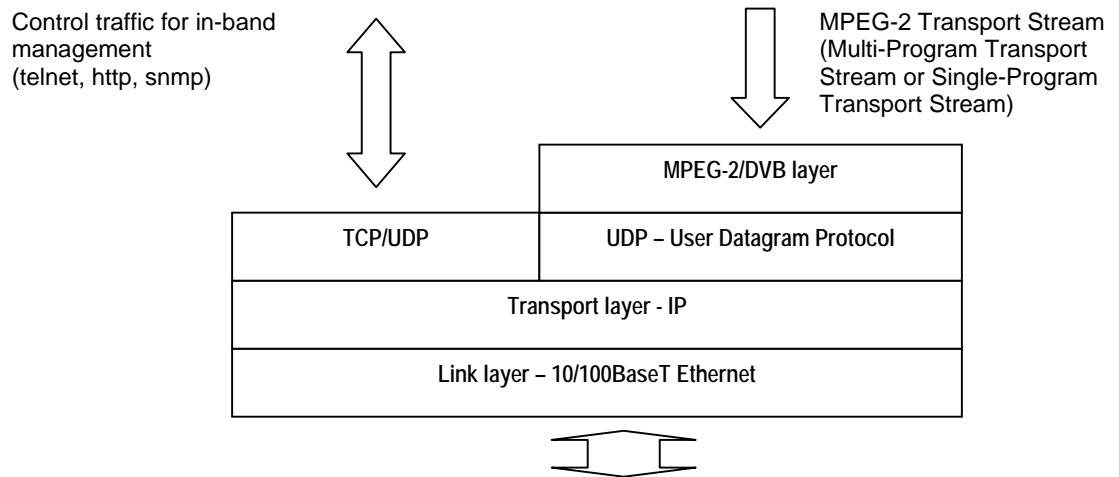 Control traffic for in-band
management
(telnet, http, snmp)
MPEG-2 Transport Stream
(Multi-Program Transport
Stream or Single-Program
Transport Stream)
MPEG-2/DVB layer
TCP/UDP
UDP – User Datagram Protocol
Transport layer - IP
Link layer – 10/100BaseT Ethernet